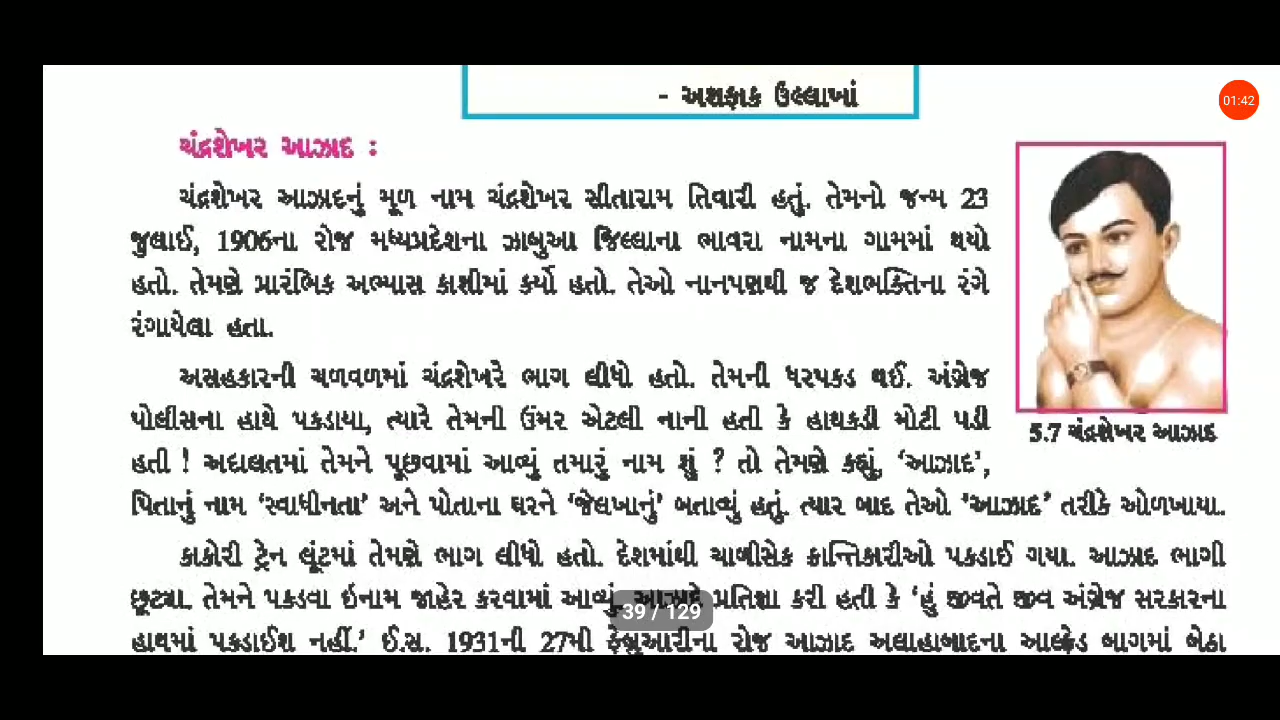 - અશફાક ઉલ્લાખાં
01:42
ચંદ્રશેખર આઝાદ :
ચંદ્રશેખર આઝાદનું મૂળ નામ ચંદ્રશેખર સીતારામ તિવારી હતું. તેમનો જન્મ 23
જુલાઈ, 1906ના રોજ મધ્યપ્રદેશના ઝાબુઆ જિલ્લાના ભાવરા નામના ગામમાં થયો
હતો. તેમણે પ્રારંભિક અભ્યાસ કાશીમાં કર્યો હતો. તેઓ નાનપણથી જ દેશભક્તિના રંગે
રંગાયેલા હતા.
અસહકારની ચળવળમાં ચંદ્રશેખરે ભાગ લીધો હતો. તેમની ધરપકડ થઈ. અંગ્રેજ
પોલીસના હાથે પકડાયા, ત્યારે તેમની ઉંમર એટલી નાની હતી કે હાથકડી મોટી પડી
હતી ! અદાલતમાં તેમને પૂછવામાં આવ્યું તમારું નામ શું ? તો તેમણે કહ્યું, ‘આઝાદ’,
5.7 ચંદ્રશેખર આઝાદ
પિતાનું નામ ‘સ્વાધીનતા’ અને પોતાના ઘરને ‘જેલખાનું’ બતાવ્યું હતું. ત્યાર બાદ તેઓ ‘આઝાદ’ તરીકે ઓળખાયા.
કાકોરી ટ્રેન લૂંટમાં તેમણે ભાગ લીધો હતો. દેશમાંથી ચાળીસેક ક્રાન્તિકારીઓ પકડાઈ ગયા. આઝાદ ભાગી
છૂટ્યા. તેમને પકડવા ઇનામ જાહેર કરવામાં આવ્યું. આઝાદે પ્રતિજ્ઞા કરી હતી કે ‘હું જીવતે જીવ અંગ્રેજ સરકારના
39 / 129
હાથમાં પકડાઈશ નહીં.’ ઈ.સ. 1931ની 27મી ફેબ્રુઆરીના રોજ આઝાદ અલાહાબાદના આલ્ફ્રેડ બાગમાં બેઠા